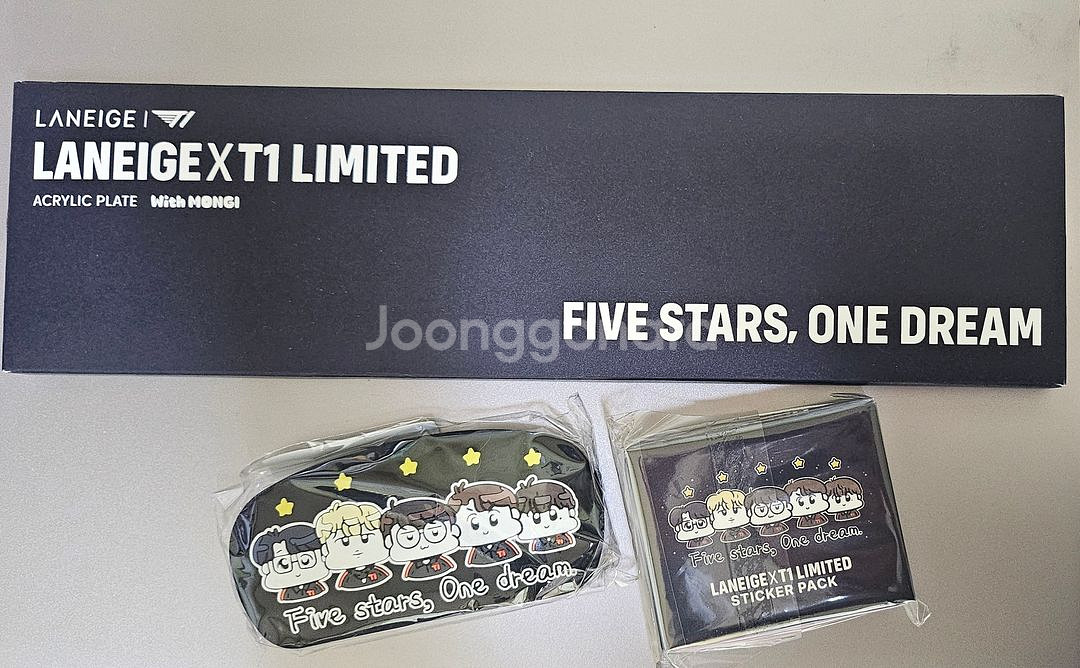 LANEIGE | T1
LANEIGE X T1 LIMITED
ACRYLIC PLATE With MONGI
FIVE STARS, ONE DREAM
Joonggonara
Five stars, One dream.
Five stars, One dream.
LANEIGE X T1 LIMITED
STICKER PACK